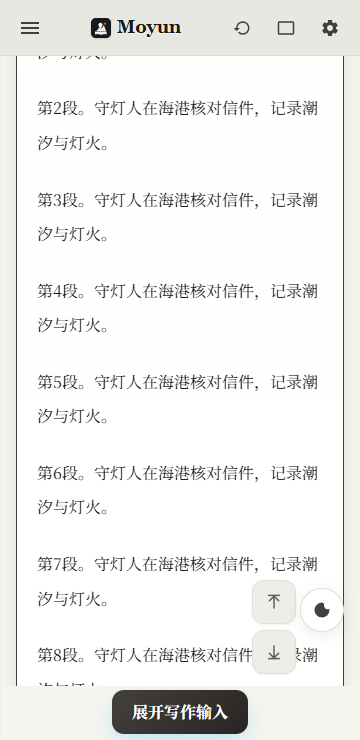 Moyun
第2段。守灯人在海港核对信件，记录潮
汐与灯火。
第3段。守灯人在海港核对信件，记录潮
汐与灯火。
第4段。守灯人在海港核对信件，记录潮
汐与灯火。
第5段。守灯人在海港核对信件，记录潮
汐与灯火。
第6段。守灯人在海港核对信件，记录潮
汐与灯火。
第7段。守灯人在海港核对信件，记录潮
汐与灯火。
第8段。守灯人在海港核对信件 录潮
展开写作输入